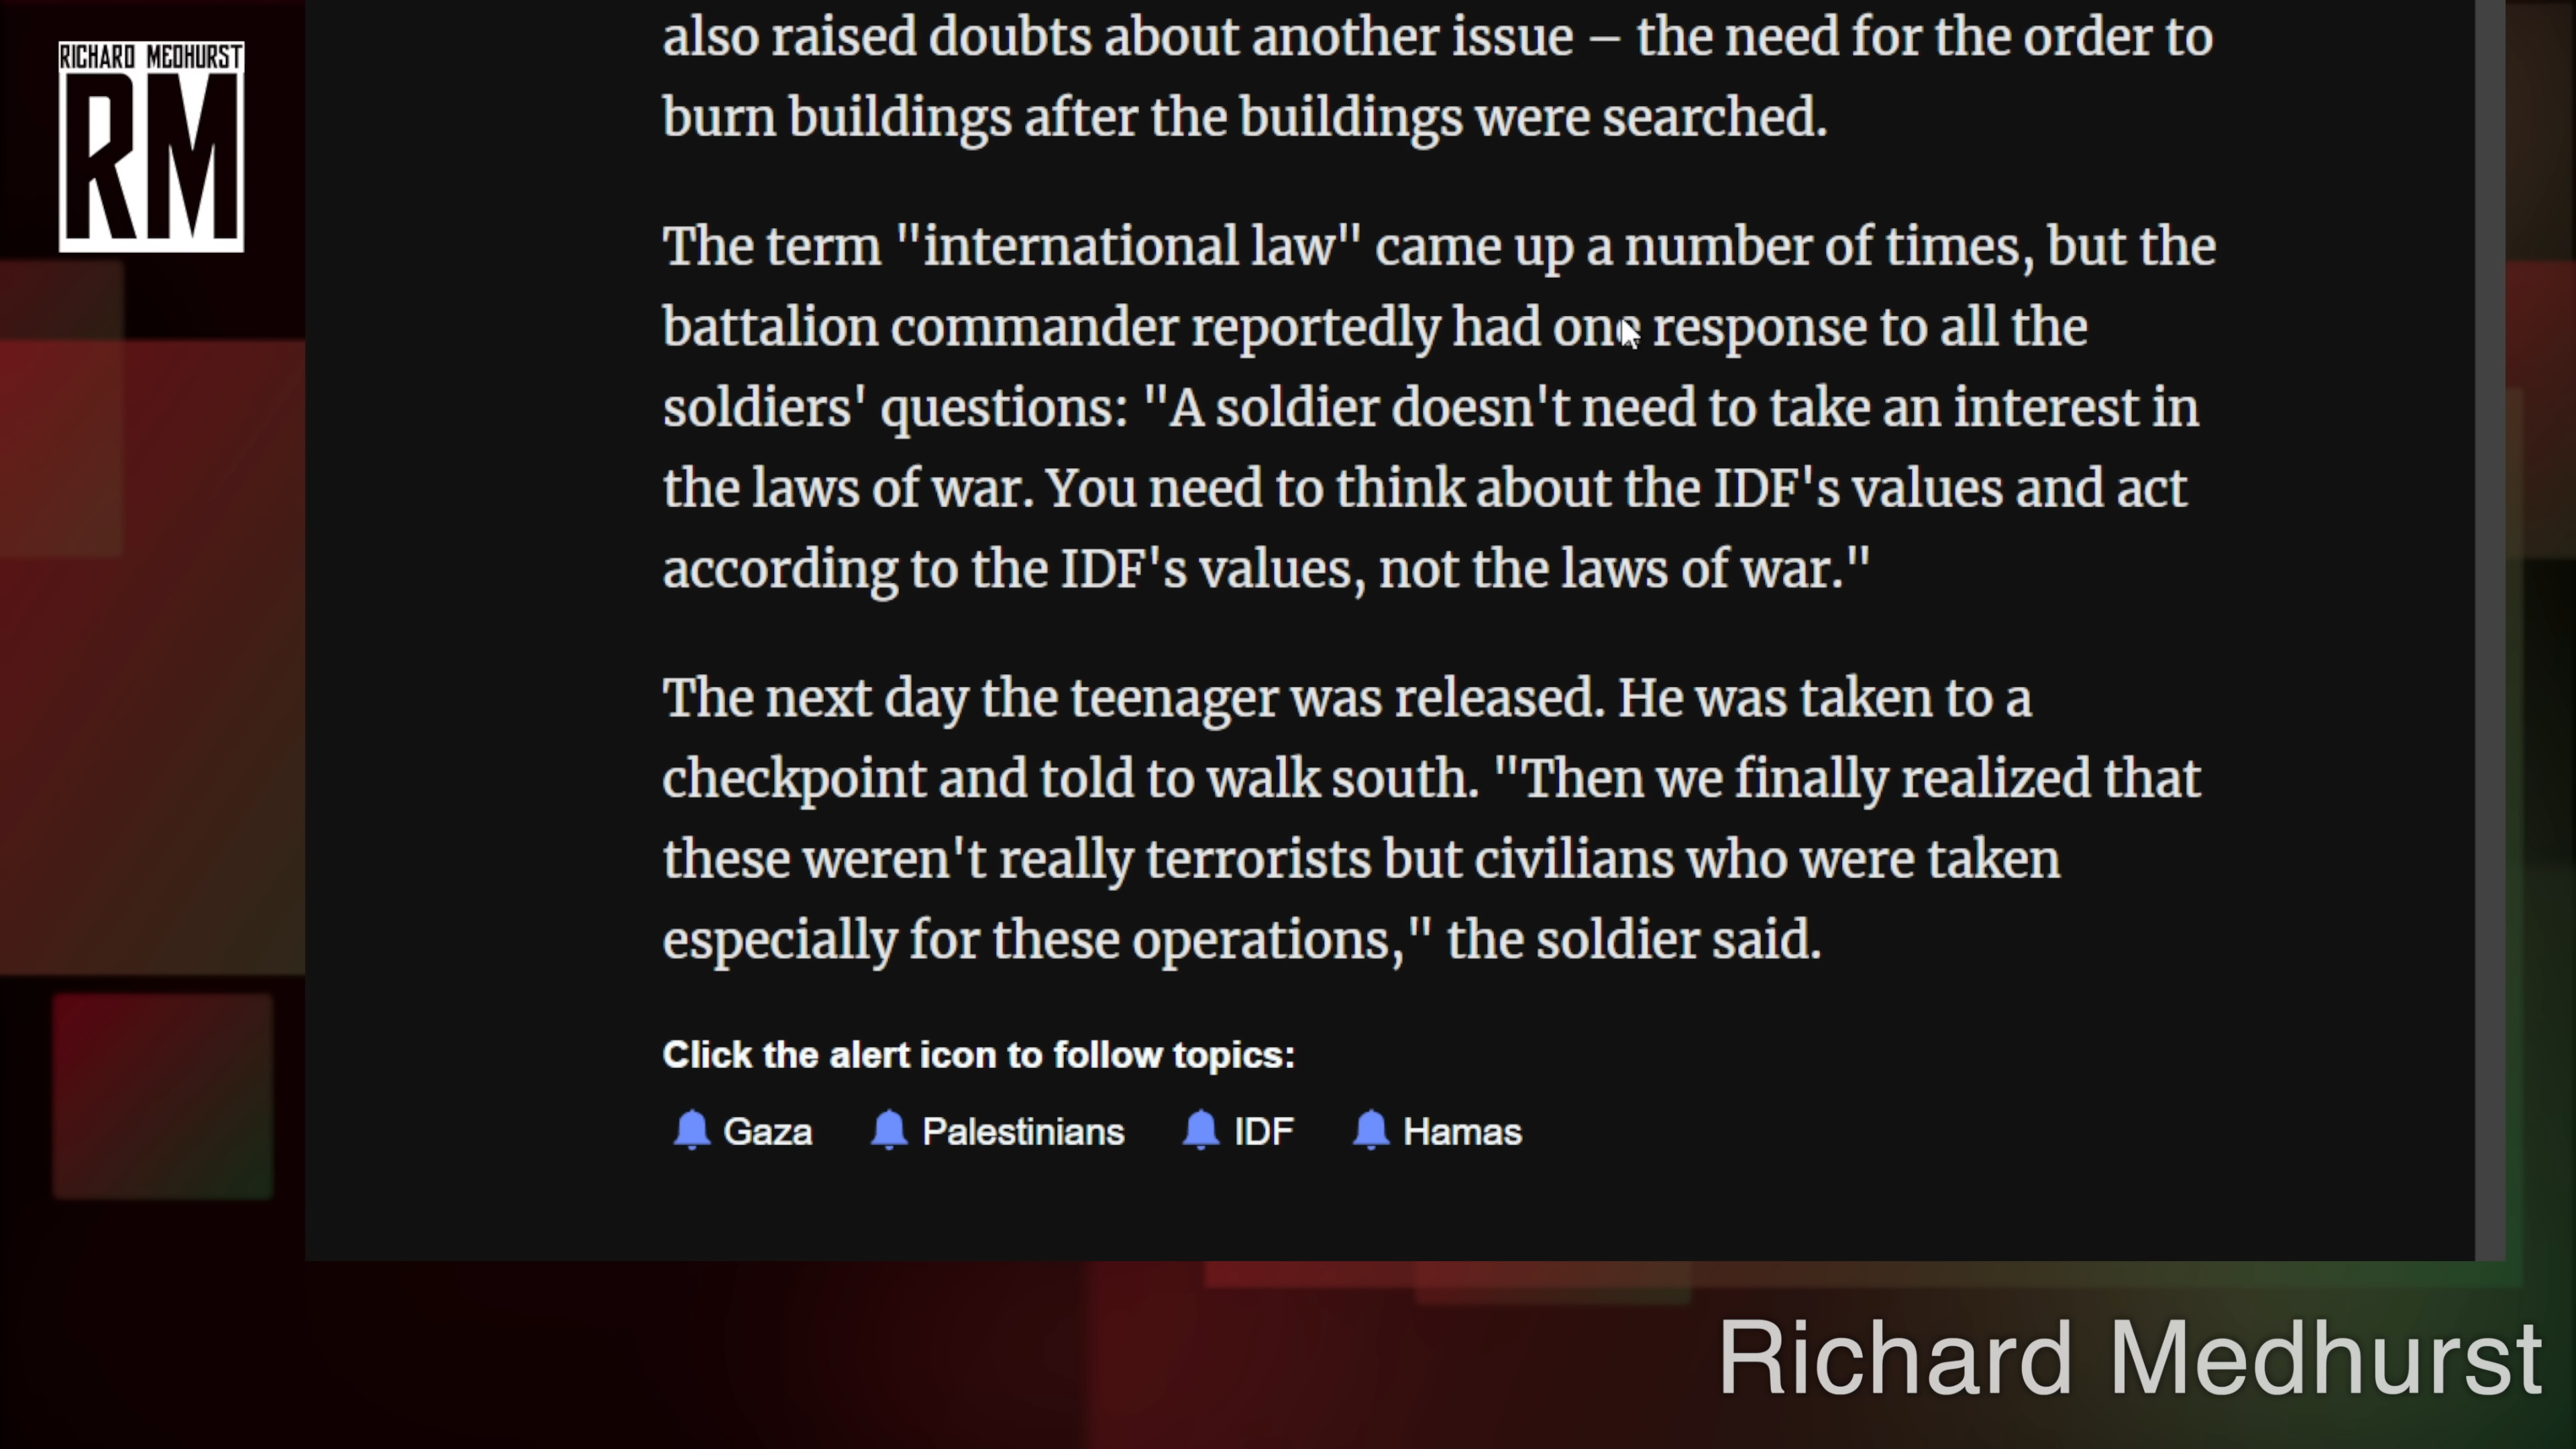 RICHARD MEDHURST
RM
also raised doubts about another issue – the need for the order to
burn buildings after the buildings were searched.
The term "international law" came up a number of times, but the
battalion commander reportedly had one response to all the
soldiers' questions: "A soldier doesn't need to take an interest in
the laws of war. You need to think about the IDF's values and act
according to the IDF's values, not the laws of war."
The next day the teenager was released. He was taken to a
checkpoint and told to walk south. "Then we finally realized that
these weren't really terrorists but civilians who were taken
especially for these operations," the soldier said.
Click the alert icon to follow topics:
Gaza Palestinians IDF Hamas
Richard Medhurst